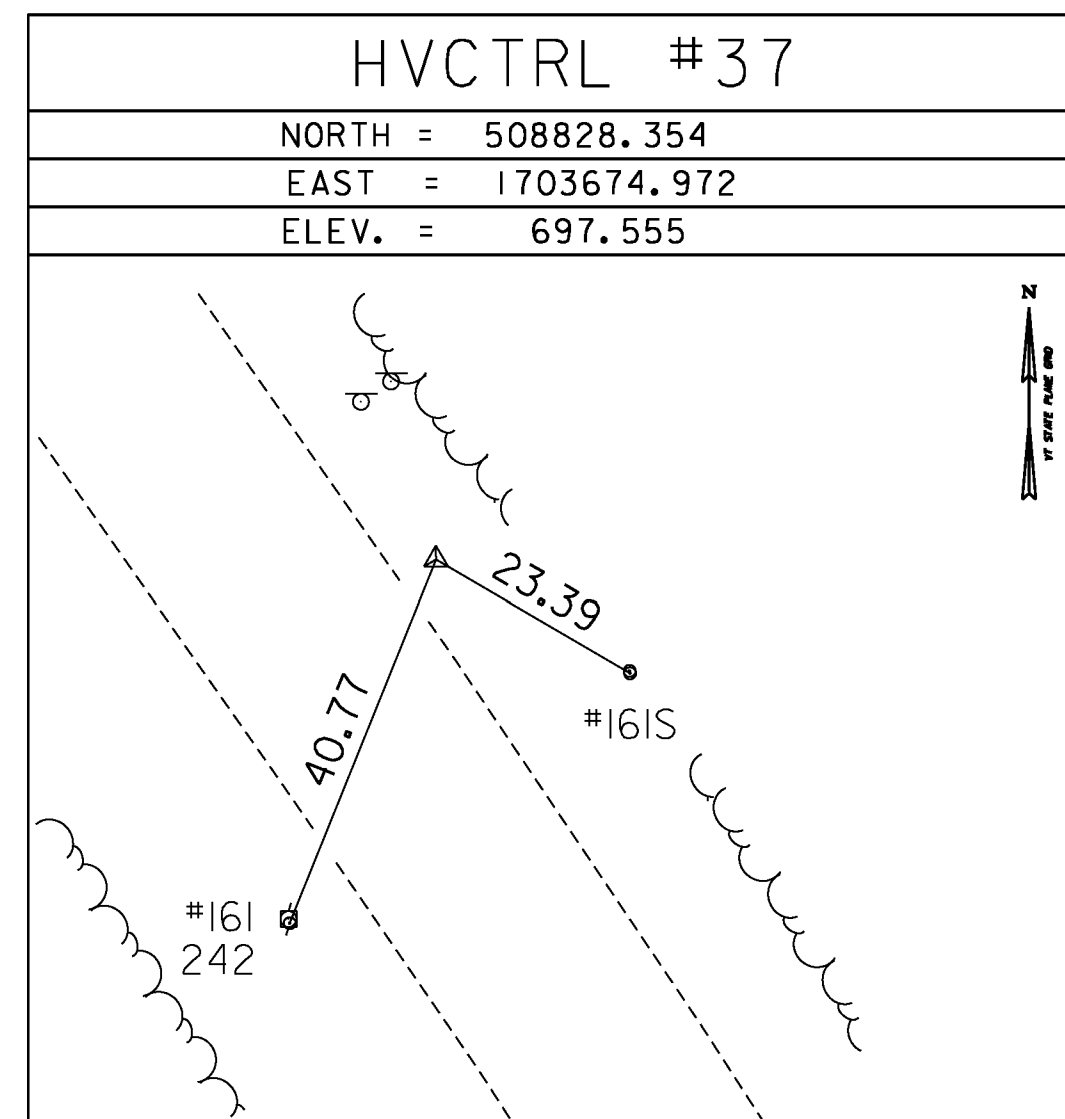 HVCTRL #37
NORTH = 508828.354
EAST = 1703674.972
ELEV. = 697.555
N
VT STATE PLANE GRID
23.39
40.77
#161S
#161
242